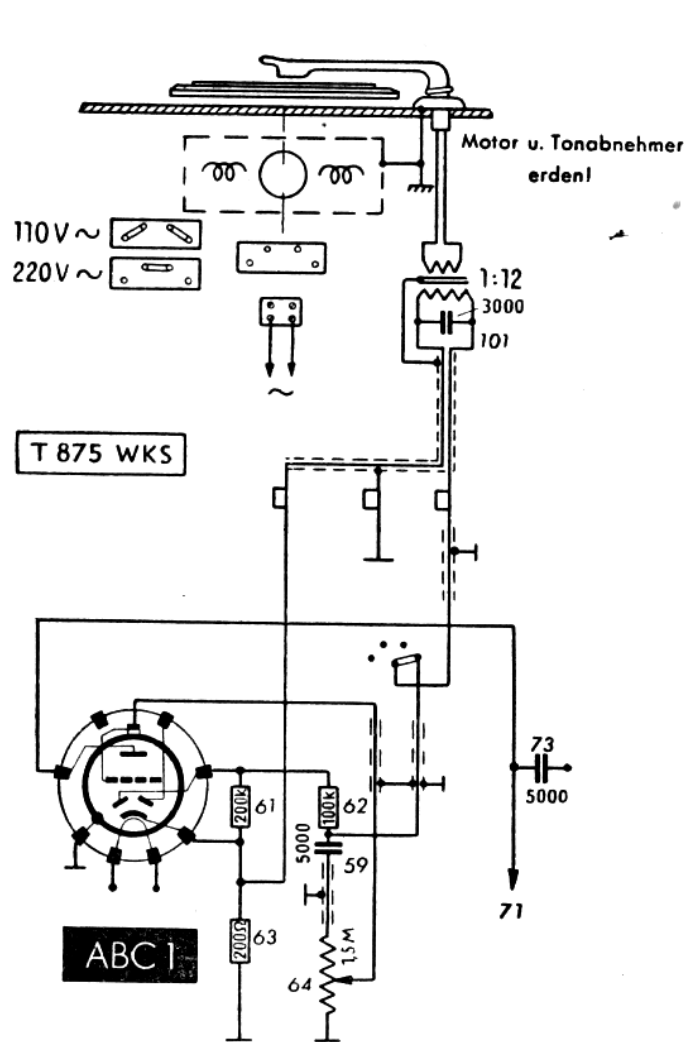 Motor u. Tonabnehmer
erden!
110V ~
220V ~
1:12
3000
101
~
T 875 WKS
73
5000
200k
61
100k
62
5000
59
71
200Ω
63
1,5M
64
ABC 1